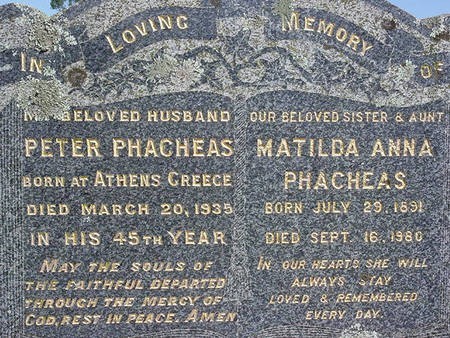 IN LOVING MEMORY OF
MY BELOVED HUSBAND
PETER PHACHEAS
BORN AT ATHENS GREECE
DIED MARCH 20, 1935
IN HIS 45TH YEAR
MAY THE SOULS OF
THE FAITHFUL DEPARTED
THROUGH THE MERCY OF
GOD, REST IN PEACE. AMEN
OUR BELOVED SISTER & AUNT
MATILDA ANNA
PHACHEAS
BORN JULY 29, 1891
DIED SEPT. 16, 1980
IN OUR HEARTS SHE WILL
ALWAYS STAY
LOVED & REMEMBERED
EVERY DAY.